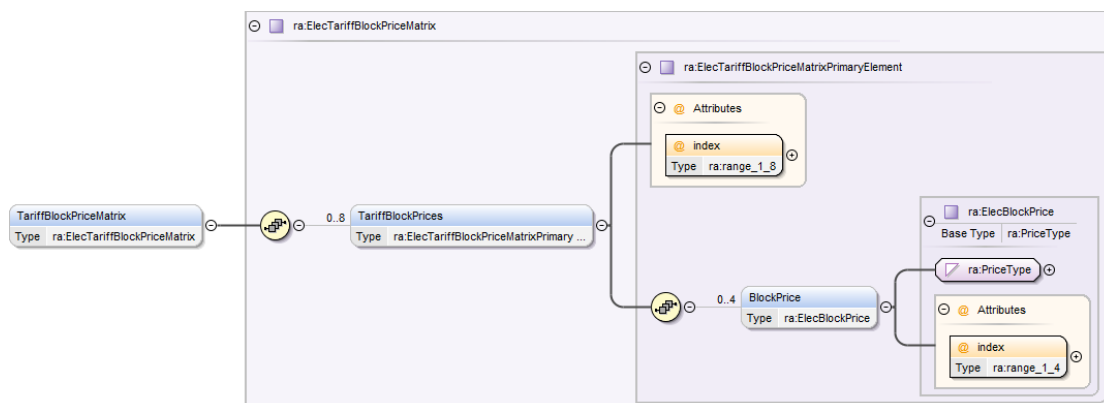 ra:ElecTariffBlockPriceMatrix
ra:ElecTariffBlockPriceMatrixPrimaryElement
@ Attributes
@ index
Type ra:range_1_8
TariffBlockPriceMatrix
Type ra:ElecTariffBlockPriceMatrix
0..8
TariffBlockPrices
Type ra:ElecTariffBlockPriceMatrixPrimary ...
ra:ElecBlockPrice
Base Type ra:PriceType
ra:PriceType
0..4
BlockPrice
Type ra:ElecBlockPrice
@ Attributes
@ index
Type ra:range_1_4